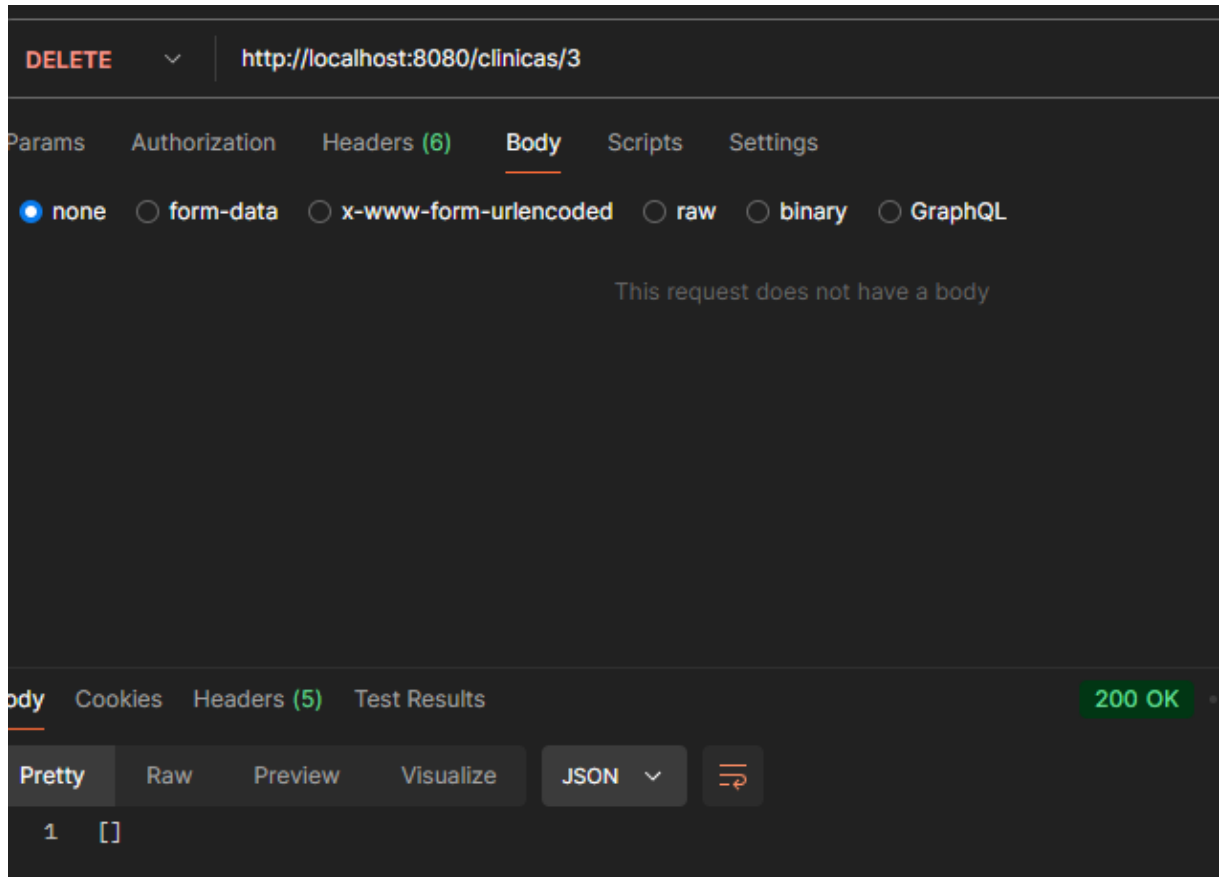 DELETE http://localhost:8080/clinicas/3
Params Authorization Headers (6) Body Scripts Settings
none form-data x-www-form-urlencoded raw binary GraphQL
This request does not have a body
ody Cookies Headers (5) Test Results 200 OK
Pretty Raw Preview Visualize JSON
1 []